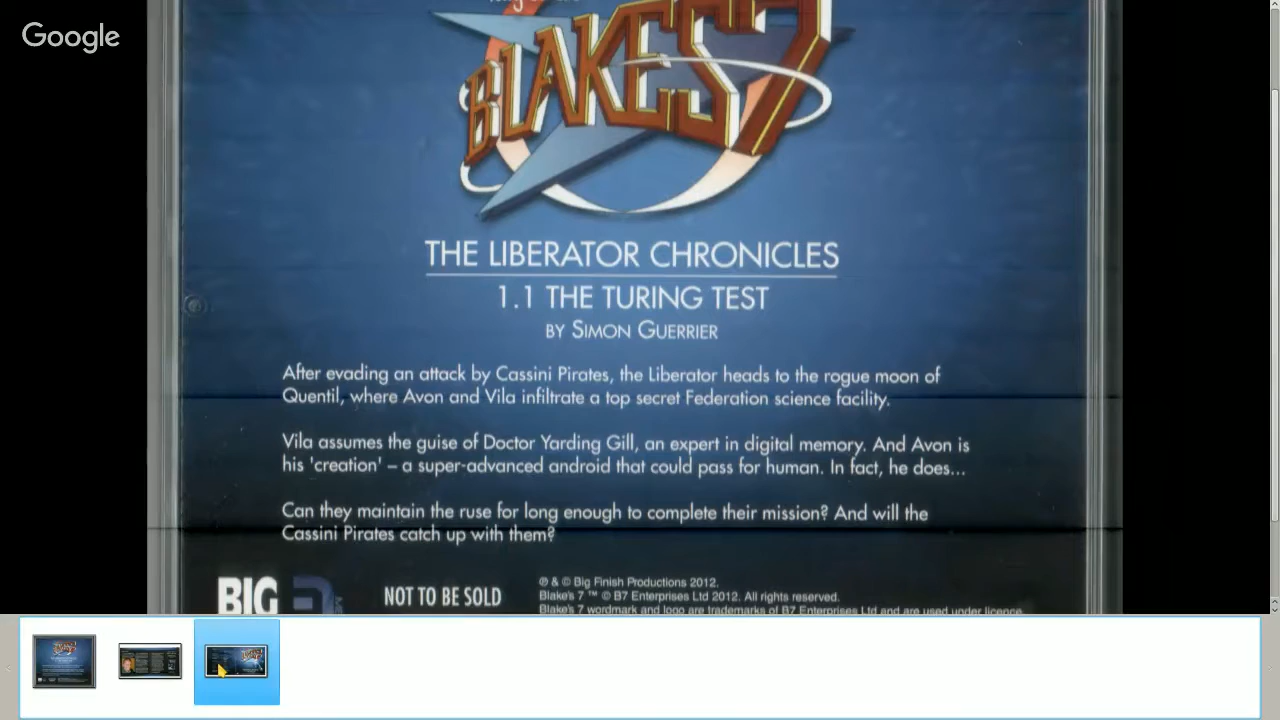 Google
BLAKES 7
THE LIBERATOR CHRONICLES
1.1 THE TURING TEST
BY SIMON GUERRIER
After evading an attack by Cassini Pirates, the Liberator heads to the rogue moon of
Quentil, where Avon and Vila infiltrate a top secret Federation science facility.
Vila assumes the guise of Doctor Yarding Gill, an expert in digital memory. And Avon is
his 'creation' – a super-advanced android that could pass for human. In fact, he does...
Can they maintain the ruse for long enough to complete their mission? And will the
Cassini Pirates catch up with them?
BIG
NOT TO BE SOLD
℗ & © Big Finish Productions 2012.
Blake's 7 ™ © B7 Enterprises Ltd 2012. All rights reserved.
Blake's 7 wordmark and logo are trademarks of B7 Enterprises Ltd and are used under licence.